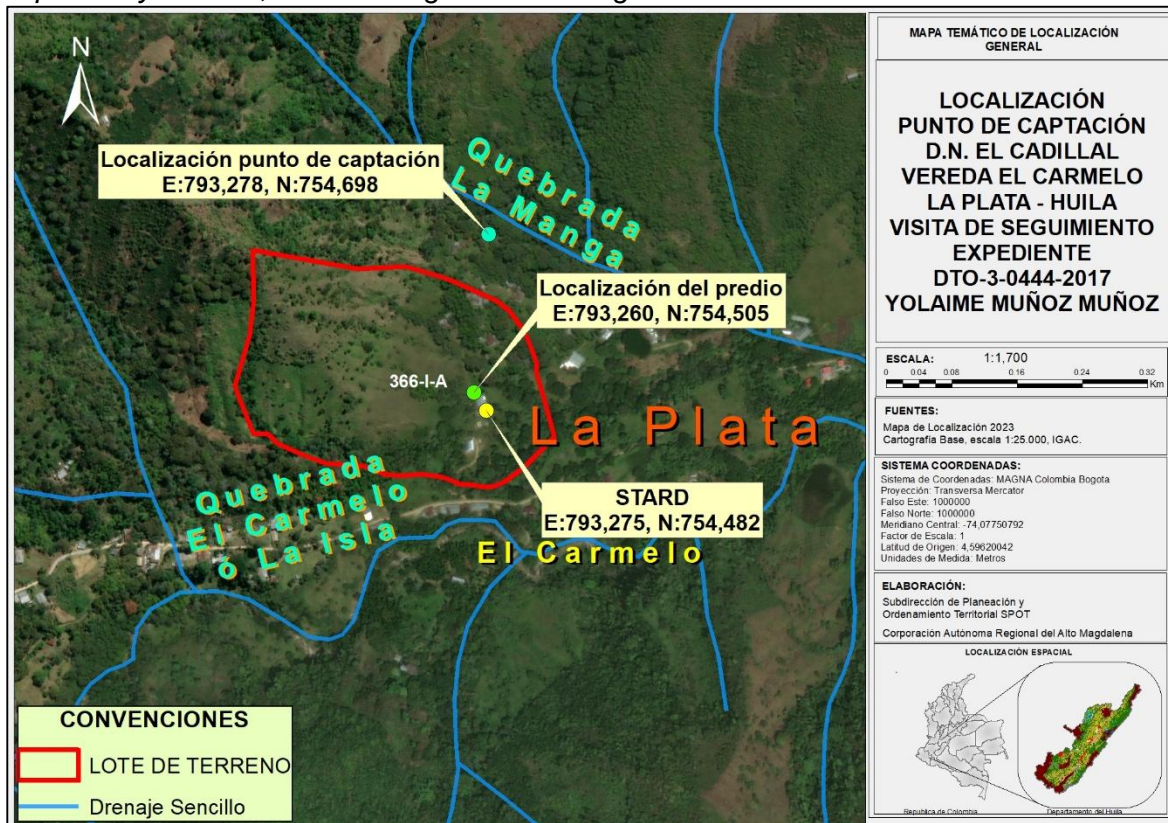 MAPA TEMÁTICO DE LOCALIZACIÓN
GENERAL
LOCALIZACIÓN
PUNTO DE CAPTACIÓN
D.N. EL CADILLAL
VEREDA EL CARMELO
LA PLATA - HUILA
VISITA DE SEGUIMIENTO
EXPEDIENTE
DTO-3-0444-2017
YOLAIME MUÑOZ MUÑOZ
ESCALA: 1:1,700
0 0.04 0.08 0.16 0.24 0.32
Km
FUENTES:
Mapa de Localización 2023
Cartografía Base, escala 1:25.000, IGAC.
SISTEMA COORDENADAS:
Sistema de Coordenadas: MAGNA Colombia Bogota
Proyección: Transversa Mercator
Falso Este: 1000000
Falso Norte: 1000000
Meridiano Central: -74,07750792
Factor de Escala: 1
Latitud de Origen: 4,59620042
Unidades de Medida: Metros
ELABORACIÓN:
Subdirección de Planeación y
Ordenamiento Territorial SPOT
Corporación Autónoma Regional del Alto Magdalena
LOCALIZACIÓN ESPACIAL
Republica de Colombia
Departamento del Huila
N
Localización punto de captación
E:793,278, N:754,698
Quebrada
La Manga
Localización del predio
E:793,260, N:754,505
366-I-A
La Plata
STARD
E:793,275, N:754,482
El Carmelo
Quebrada
El Carmelo
ó La Isla
CONVENCIONES
LOTE DE TERRENO
Drenaje Sencillo